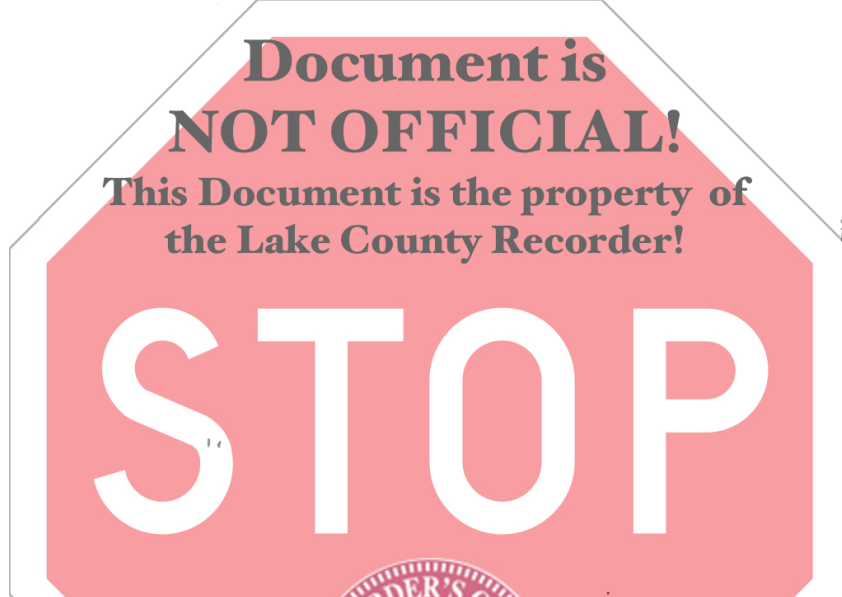 Document is
NOT OFFICIAL!
This Document is the property of
the Lake County Recorder!
STOP